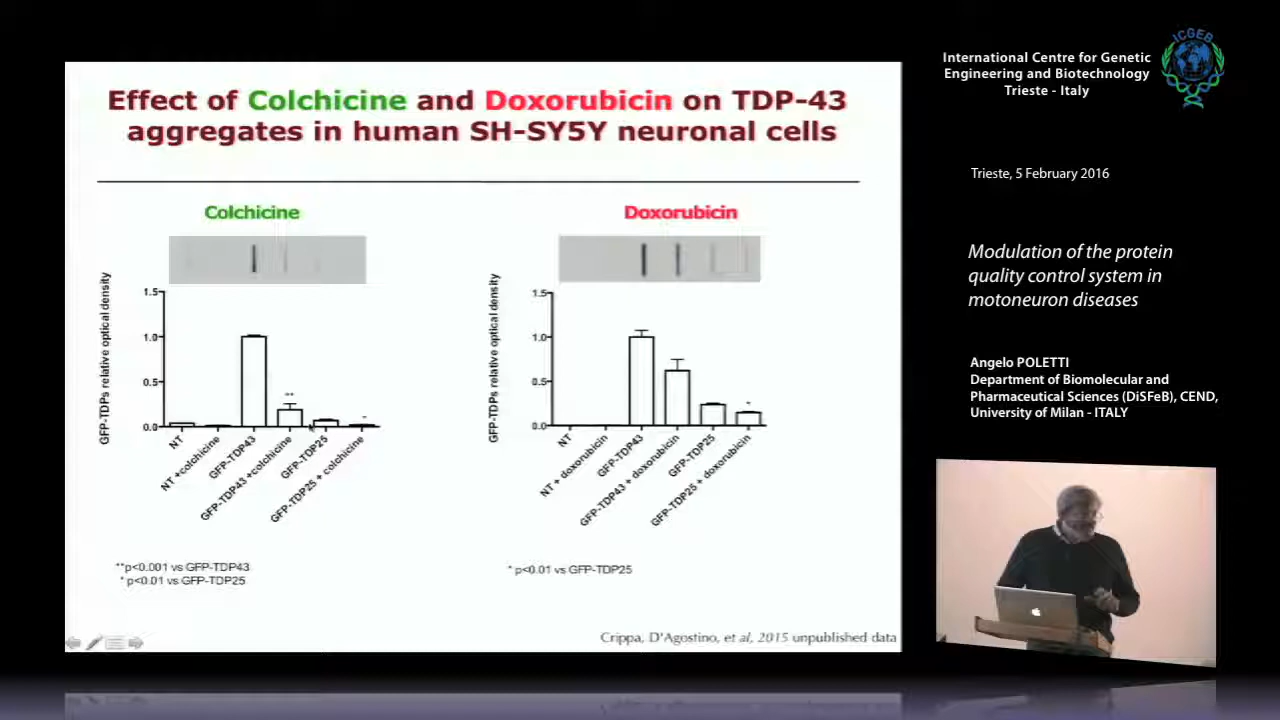 Effect of Colchicine and Doxorubicin on TDP-43
aggregates in human SH-SY5Y neuronal cells
Colchicine
GFP-TDPs relative optical density
1.5
1.0
0.5
0.0
**
*
NT
NT +colchicine
GFP-TDP43
GFP-TDP43 +colchicine
GFP-TDP25
GFP-TDP25 + colchicine
**p<0.001 vs GFP-TDP43
* p<0.01 vs GFP-TDP25
Doxorubicin
GFP-TDPs relative optical density
1.5
1.0
0.5
0.0
*
NT
NT + doxorubicin
GFP-TDP43
GFP-TDP43 + doxorubicin
GFP-TDP25
GFP-TDP25 + doxorubicin
* p<0.01 vs GFP-TDP25
Crippa, D'Agostino, et al, 2015 unpublished data
International Centre for Genetic
Engineering and Biotechnology
Trieste - Italy
ICGEB
Trieste, 5 February 2016
Modulation of the protein
quality control system in
motoneuron diseases
Angelo POLETTI
Department of Biomolecular and
Pharmaceutical Sciences (DiSFeB), CEND,
University of Milan - ITALY